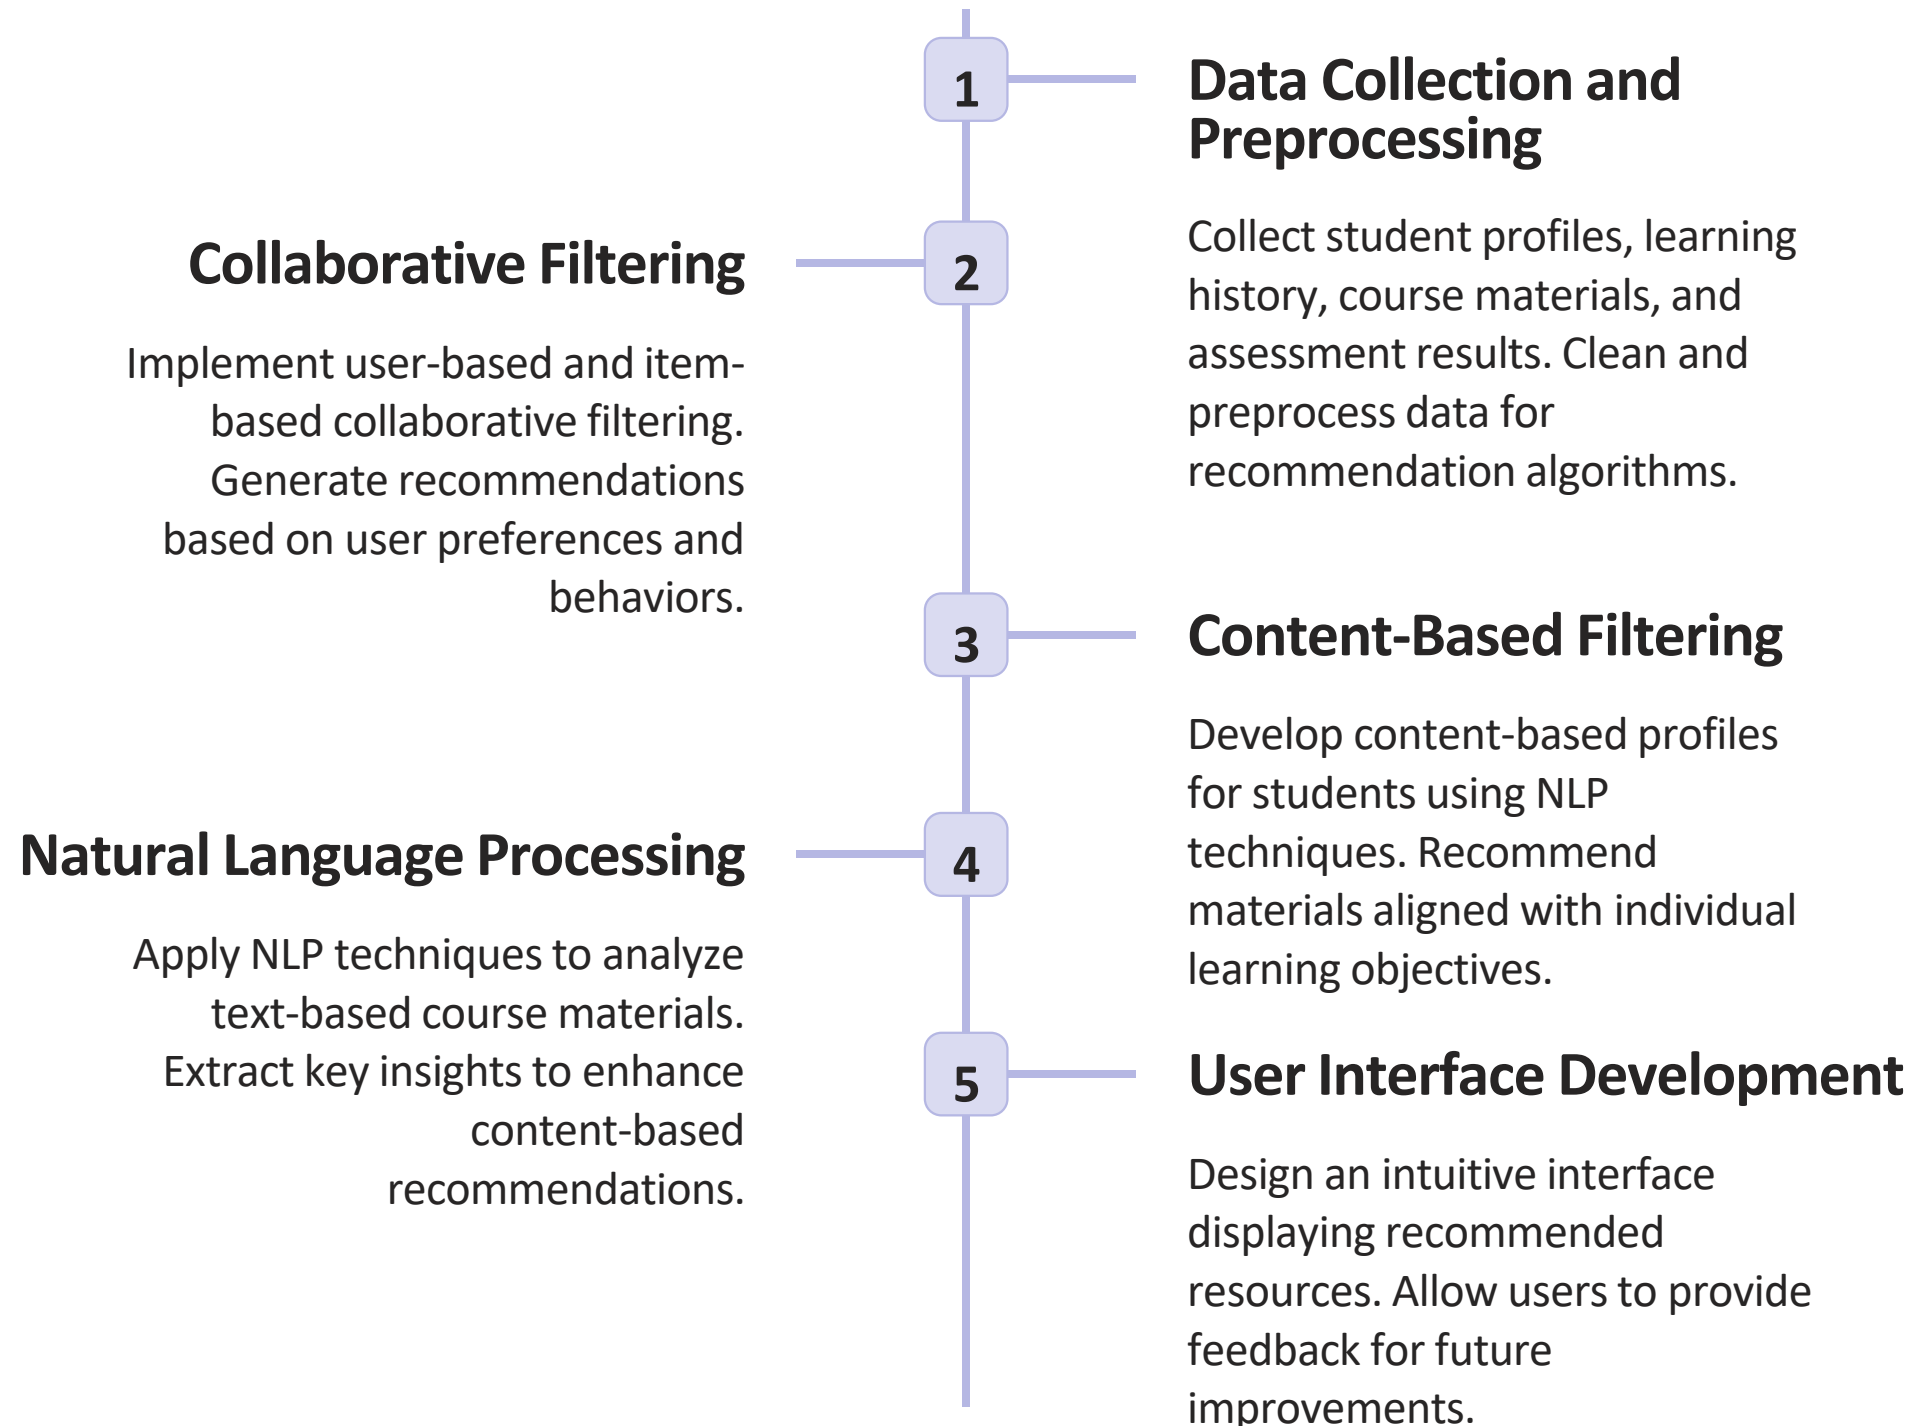 1
Data Collection and
Preprocessing
Collect student profiles, learning
history, course materials, and
assessment results. Clean and
preprocess data for
recommendation algorithms.
2
Collaborative Filtering
Implement user-based and item-
based collaborative filtering.
Generate recommendations
based on user preferences and
behaviors.
3
Content-Based Filtering
Develop content-based profiles
for students using NLP
techniques. Recommend
materials aligned with individual
learning objectives.
4
Natural Language Processing
Apply NLP techniques to analyze
text-based course materials.
Extract key insights to enhance
content-based
recommendations.
5
User Interface Development
Design an intuitive interface
displaying recommended
resources. Allow users to provide
feedback for future
improvements.